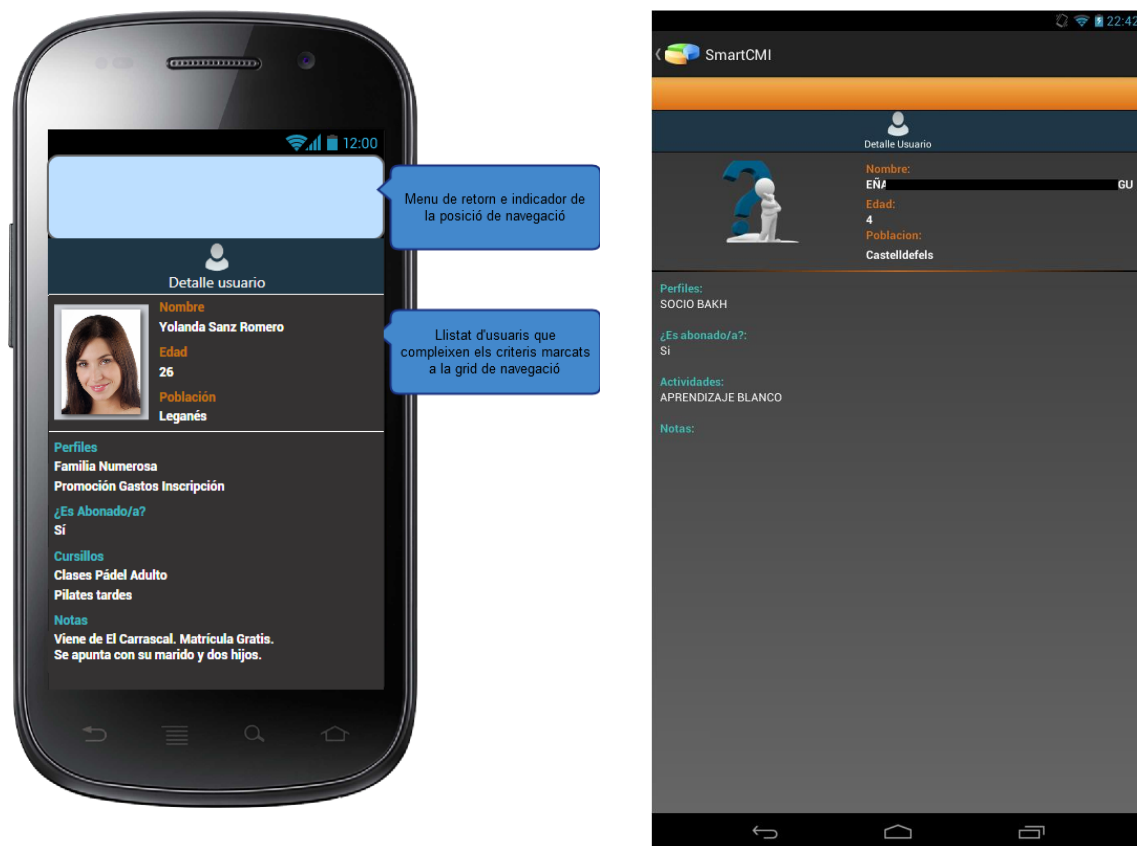 12:00
Menu de retorn e indicador de
la posició de navegació
Detalle usuario
Nombre
Yolanda Sanz Romero
Edad
26
Población
Leganés
Llistat d'usuaris que
compleixen els criteris marcats
a la grid de navegació
Perfiles
Familia Numerosa
Promoción Gastos Inscripción
¿Es Abonado/a?
Sí
Cursillos
Clases Pádel Adulto
Pilates tardes
Notas
Viene de El Carrascal. Matrícula Gratis.
Se apunta con su marido y dos hijos.
22:42
SmartCMI
Detalle Usuario
Nombre:
EÑA GU
Edad:
4
Poblacion:
Castelldefels
Perfiles:
SOCIO BAKH
¿Es abonado/a?:
Si
Actividades:
APRENDIZAJE BLANCO
Notas: